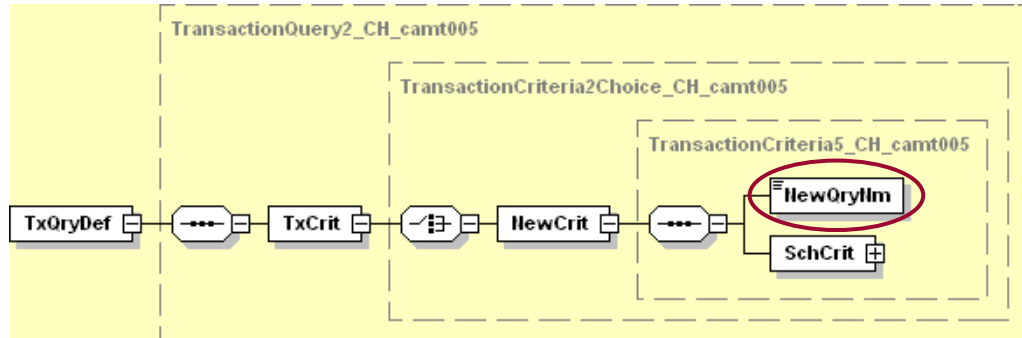 TransactionQuery2_CH_camt005
TransactionCriteria2Choice_CH_camt005
TransactionCriteria5_CH_camt005
NewQryNm
TxQryDef
TxCrit
NewCrit
SchCrit